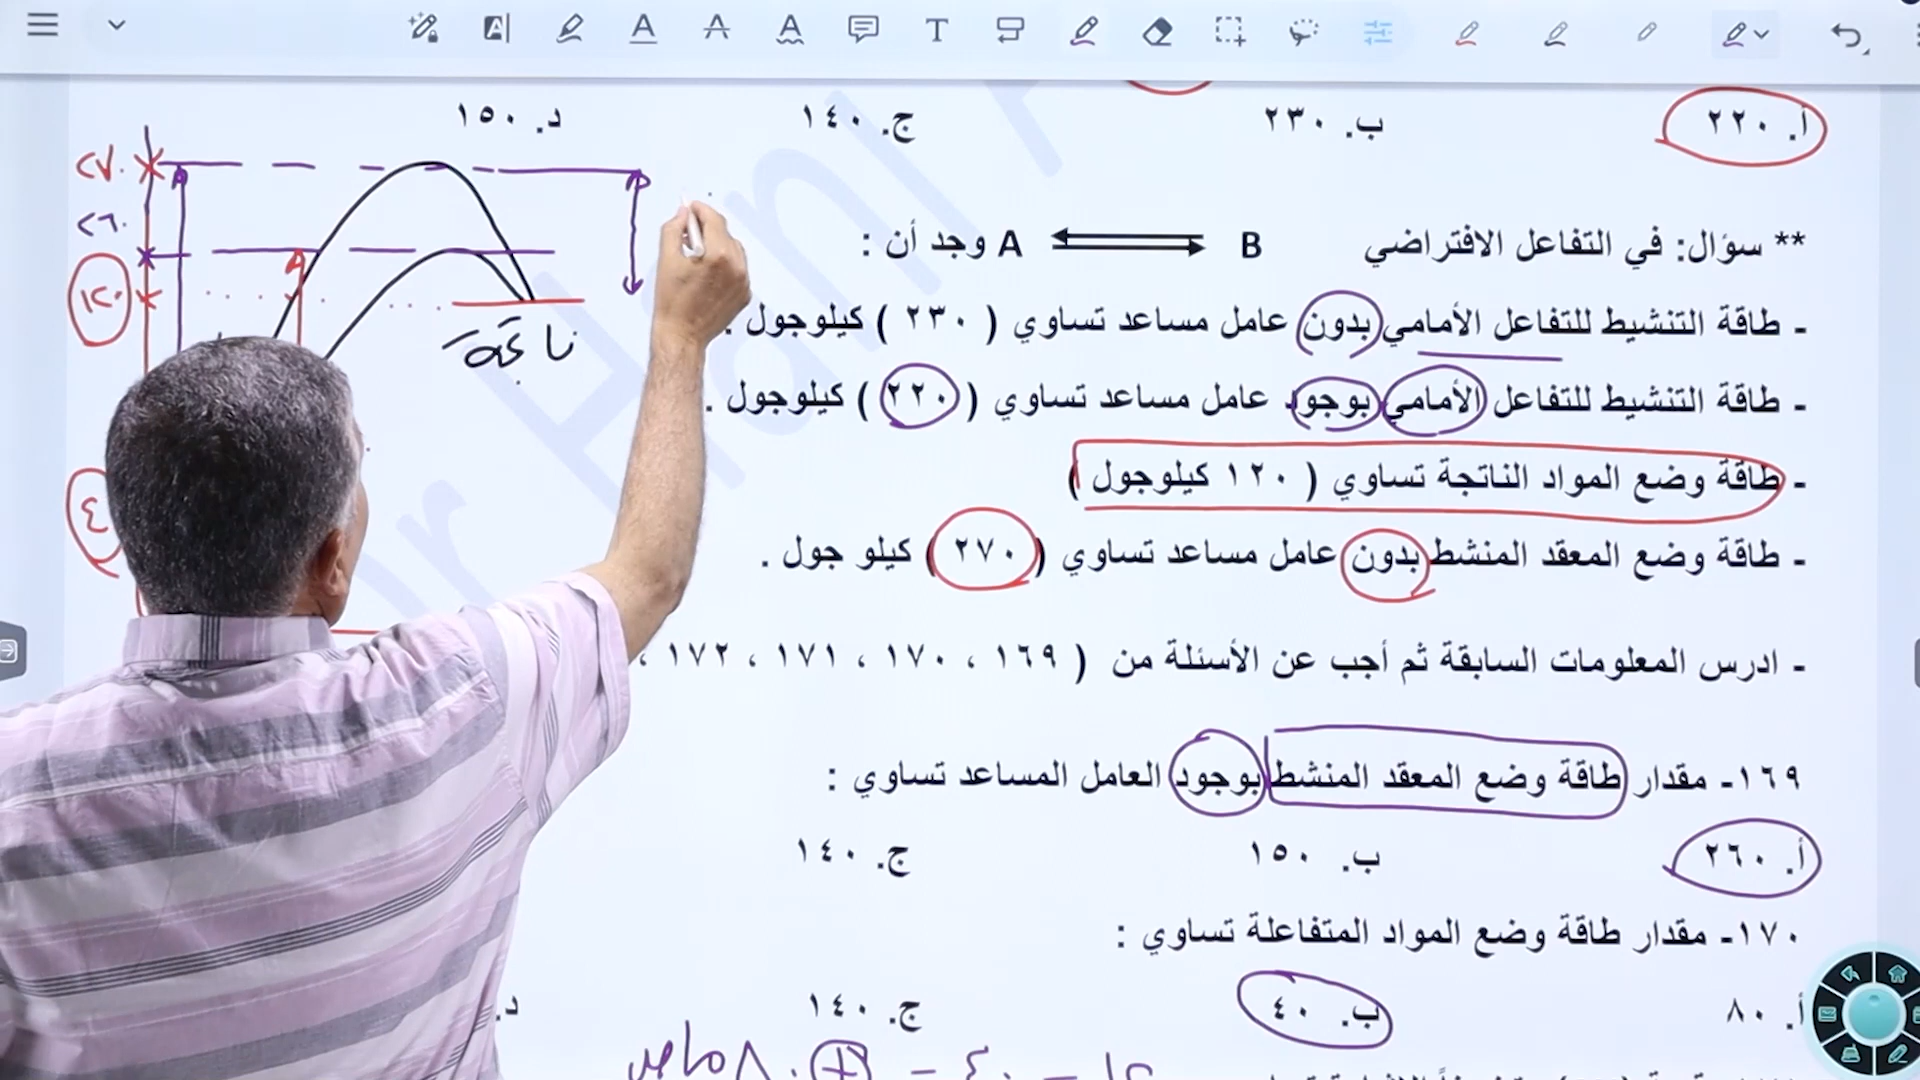 أ. ٢٢٠ ب. ٢٣٠ ج. ١٤٠ د. ١٥٠
٢٧٠
٢٦٠
١٢٠
ناتجة
٤
** سؤال: في التفاعل الافتراضي A B وجد أن :
- طاقة التنشيط للتفاعل الأمامي بدون عامل مساعد تساوي ( ٢٣٠ ) كيلوجول .
- طاقة التنشيط للتفاعل الأمامي بوجود عامل مساعد تساوي ( ٢٢٠ ) كيلوجول .
- طاقة وضع المواد الناتجة تساوي ( ١٢٠ كيلوجول )
- طاقة وضع المعقد المنشط بدون عامل مساعد تساوي ( ٢٧٠ ) كيلو جول .
- ادرس المعلومات السابقة ثم أجب عن الأسئلة من ( ١٦٩ ، ١٧٠ ، ١٧١ ، ١٧٢ ،
١٦٩- مقدار طاقة وضع المعقد المنشط بوجود العامل المساعد تساوي :
أ. ٢٦٠ ب. ١٥٠ ج. ١٤٠
١٧٠- مقدار طاقة وضع المواد المتفاعلة تساوي :
أ. ٨٠ ب. ٤٠ ج. ١٤٠ د.